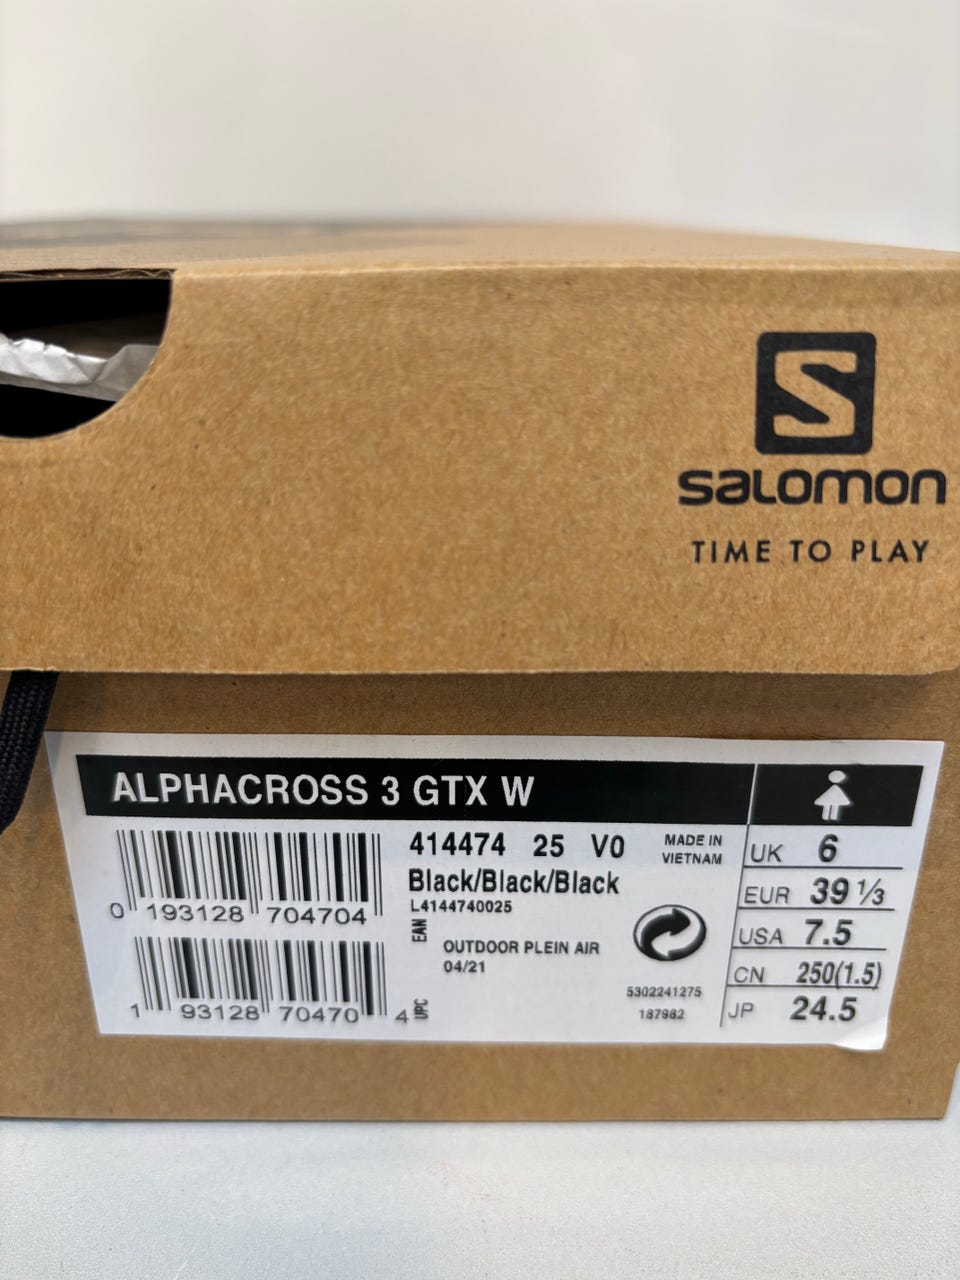 S
salomon
TIME TO PLAY
ALPHACROSS 3 GTX W
414474 25 V0
MADE IN
VIETNAM
Black/Black/Black
L4144740025
0 193128 704704
EAN
OUTDOOR PLEIN AIR
04/21
1 93128 70470 4
UPC
5302241275
187982
UK 6
EUR 39 1/3
USA 7.5
CN 250(1.5)
JP 24.5